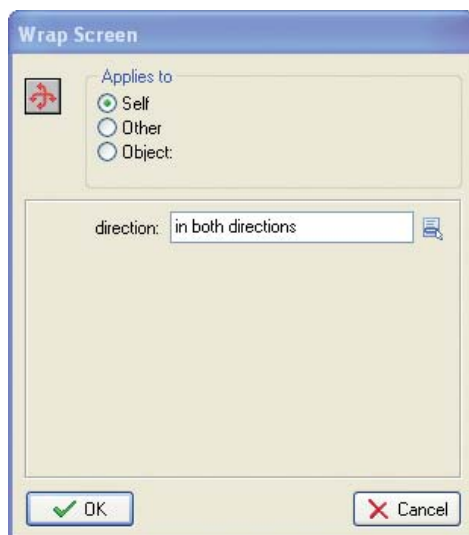 Wrap Screen
Applies to
Self
Other
Object:
direction: in both directions
OK Cancel